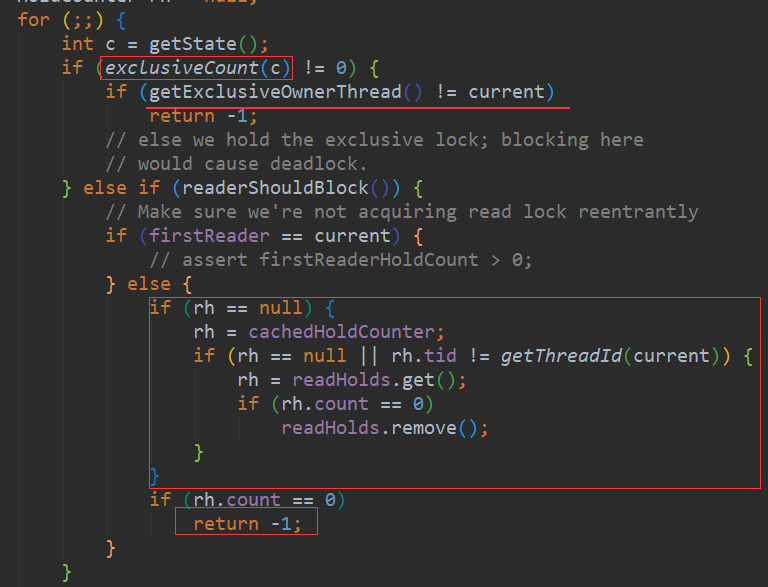 for (;;) {
int c = getState();
if (exclusiveCount(c) != 0) {
if (getExclusiveOwnerThread() != current)
return -1;
// else we hold the exclusive lock; blocking here
// would cause deadlock.
} else if (readerShouldBlock()) {
// Make sure we're not acquiring read lock reentrantly
if (firstReader == current) {
// assert firstReaderHoldCount > 0;
} else {
if (rh == null) {
rh = cachedHoldCounter;
if (rh == null || rh.tid != getThreadId(current)) {
rh = readHolds.get();
if (rh.count == 0)
readHolds.remove();
}
}
if (rh.count == 0)
return -1;
}
}